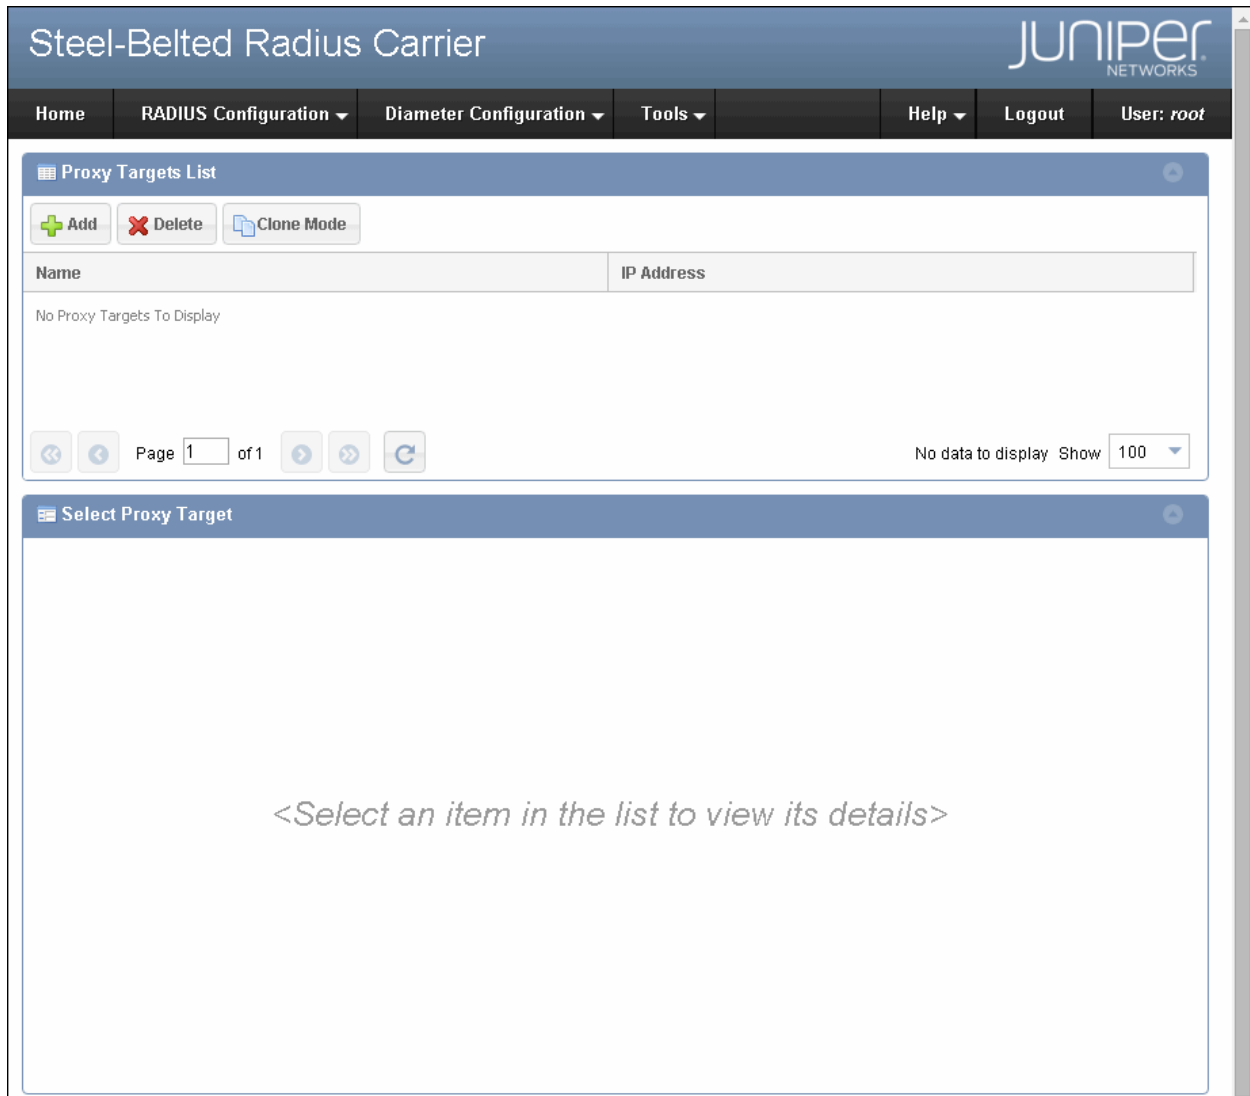 Steel-Belted Radius Carrier
JUNIPER
NETWORKS
Home RADIUS Configuration Diameter Configuration Tools Help Logout User: root
Proxy Targets List
Add Delete Clone Mode
Name IP Address
No Proxy Targets To Display
Page 1 of 1 No data to display Show 100
Select Proxy Target
<Select an item in the list to view its details>